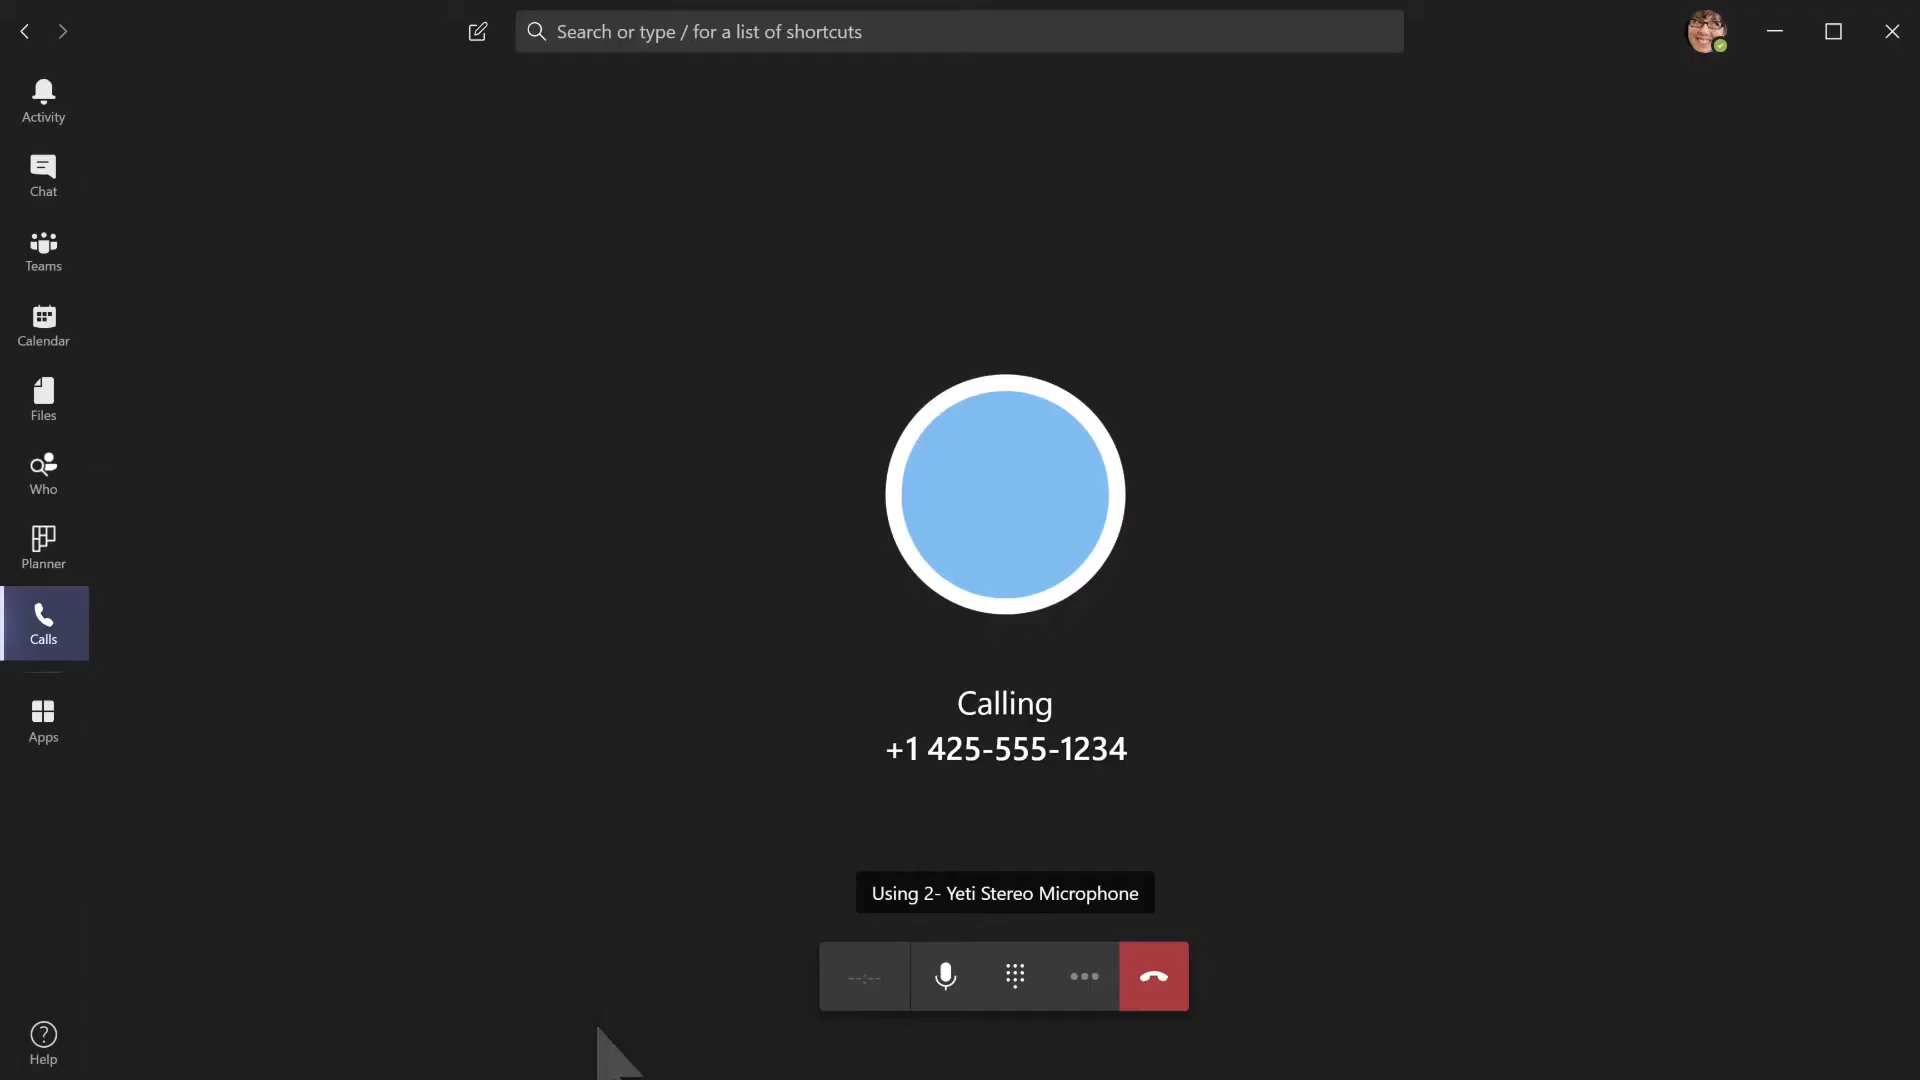 Search or type / for a list of shortcuts
Activity
Chat
Teams
Calendar
Files
Who
Planner
Calls
Apps
Help
Calling
+1 425-555-1234
Using 2- Yeti Stereo Microphone
--:--